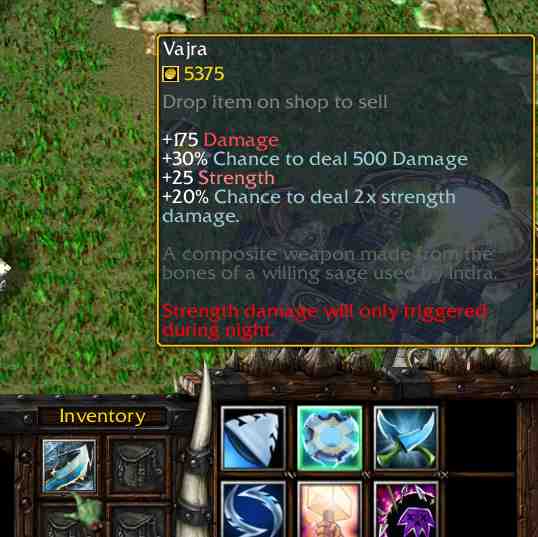 Vajra
5375
Drop item on shop to sell
+175 Damage
+30% Chance to deal 500 Damage
+25 Strength
+20% Chance to deal 2x strength
damage.
A composite weapon made from the
bones of a willing sage used by Indra.
Strength damage will only triggered
during night.
Inventory